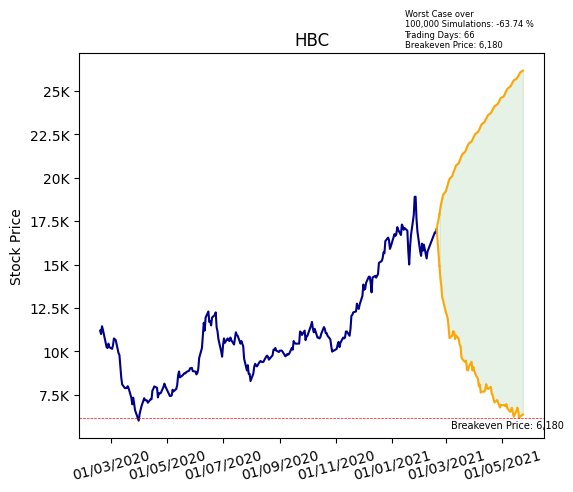 Worst Case over
100,000 Simulations: -63.74 %
Trading Days: 66
Breakeven Price: 6,180
HBC
Stock Price
25K
22.5K
20K
17.5K
15K
12.5K
10K
7.5K
Breakeven Price: 6,180
01/03/2020
01/05/2020
01/07/2020
01/09/2020
01/11/2020
01/01/2021
01/03/2021
01/05/2021